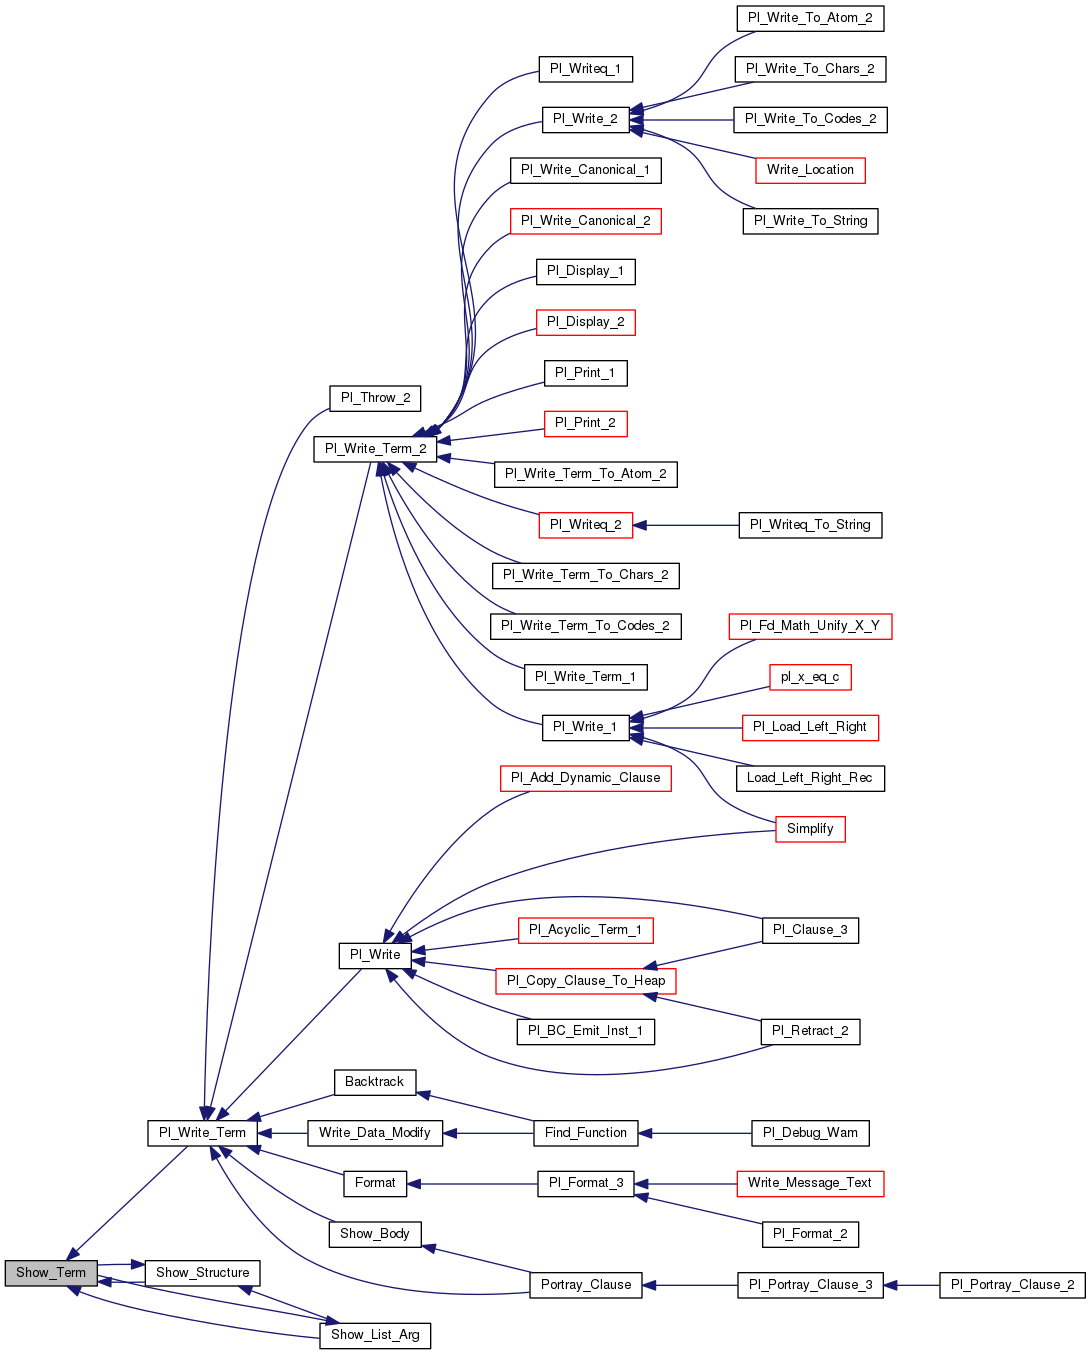 Pl_Write_To_Atom_2
Pl_Writeq_1
Pl_Write_To_Chars_2
Pl_Write_2
Pl_Write_To_Codes_2
Pl_Write_Canonical_1
Write_Location
Pl_Write_Canonical_2
Pl_Write_To_String
Pl_Display_1
Pl_Display_2
Pl_Print_1
Pl_Throw_2
Pl_Print_2
Pl_Write_Term_2
Pl_Write_Term_To_Atom_2
Pl_Writeq_2
Pl_Writeq_To_String
Pl_Write_Term_To_Chars_2
Pl_Write_Term_To_Codes_2
Pl_Fd_Math_Unify_X_Y
Pl_Write_Term_1
pl_x_eq_c
Pl_Write_1
Pl_Load_Left_Right
Pl_Add_Dynamic_Clause
Load_Left_Right_Rec
Simplify
Pl_Acyclic_Term_1
Pl_Clause_3
Pl_Write
Pl_Copy_Clause_To_Heap
Pl_BC_Emit_Inst_1
Pl_Retract_2
Backtrack
Pl_Write_Term
Write_Data_Modify
Find_Function
Pl_Debug_Wam
Format
Pl_Format_3
Write_Message_Text
Show_Body
Pl_Format_2
Show_Term
Show_Structure
Portray_Clause
Pl_Portray_Clause_3
Pl_Portray_Clause_2
Show_List_Arg